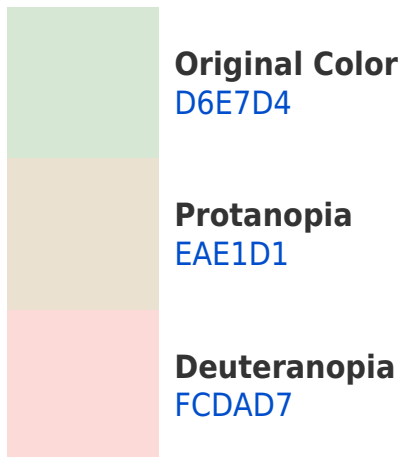 Original Color
D6E7D4
Protanopia
EAE1D1
Deuteranopia
FCDAD7